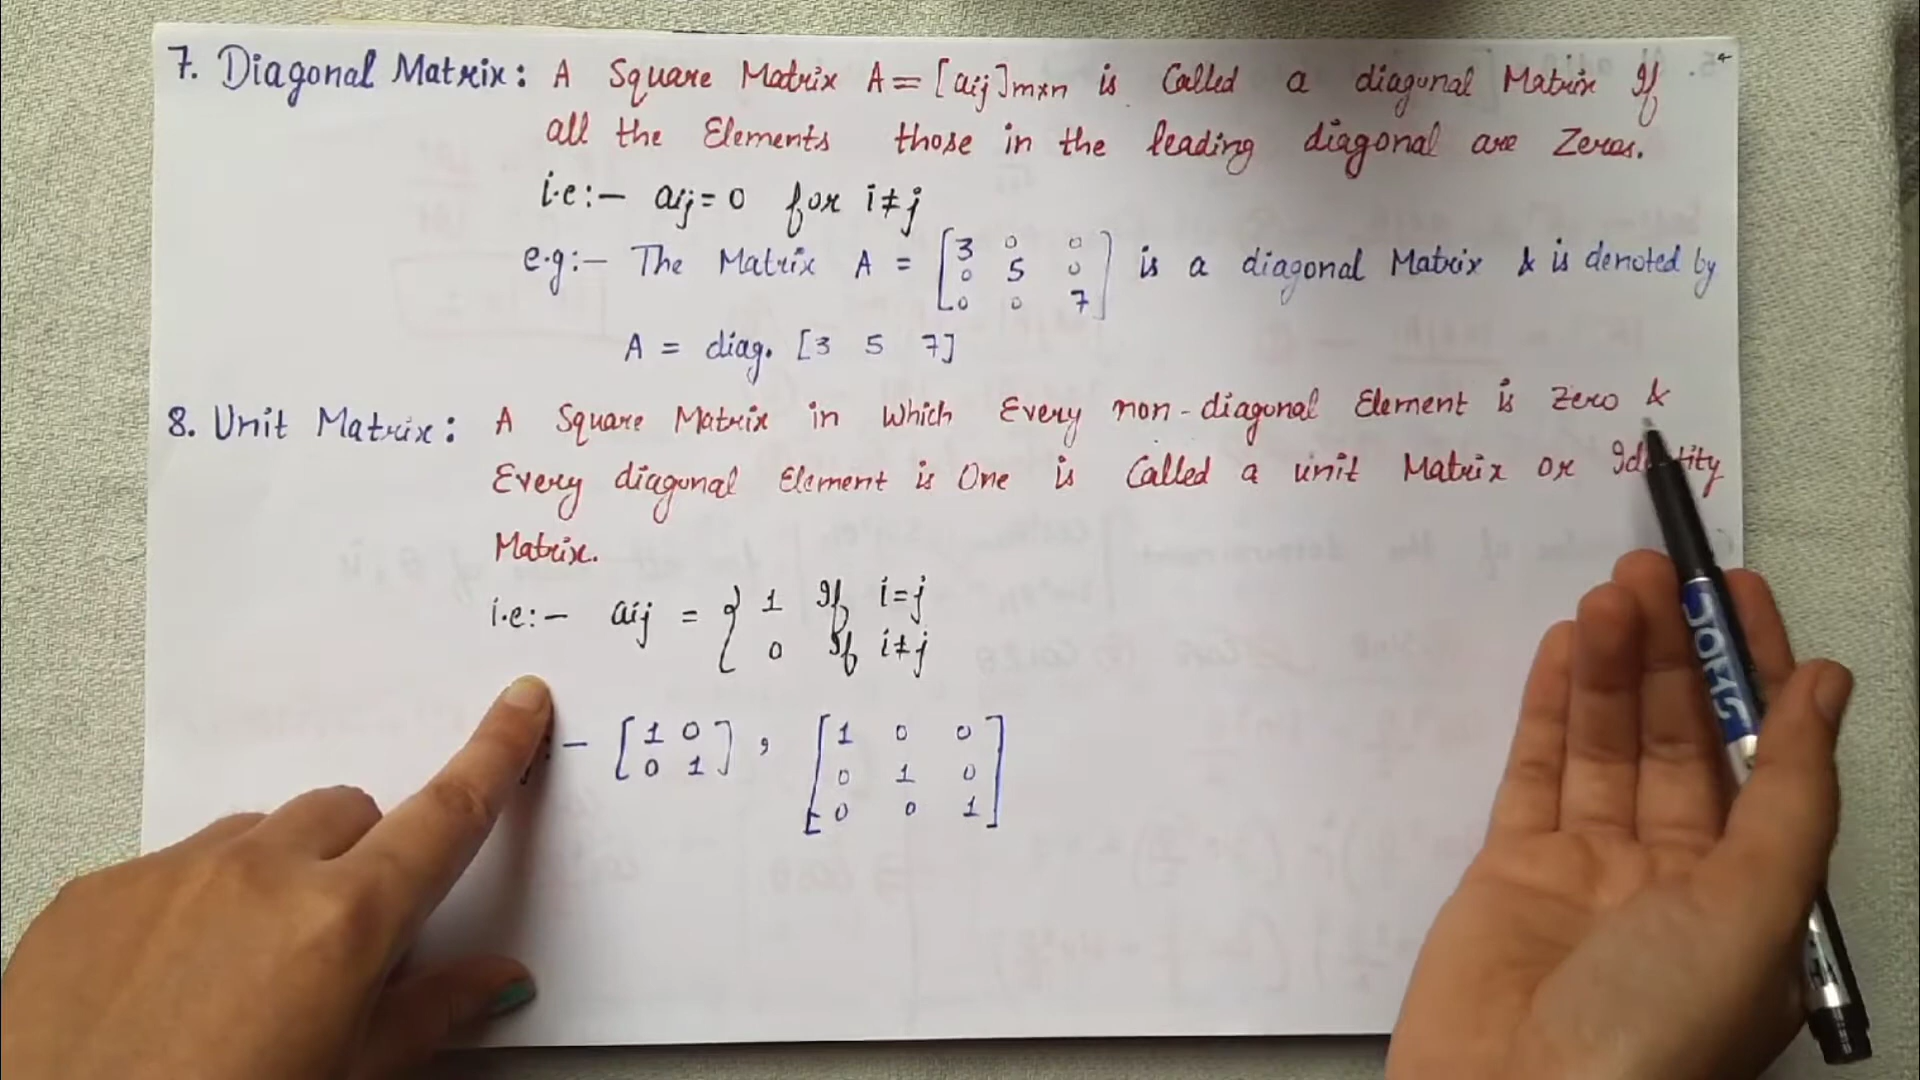 7. Diagonal Matrix: A Square Matrix A = [aij]m×n is Called a diagonal Matrix If
all the Elements those in the leading diagonal are Zeros.
i.e:- aij = 0 for i ≠ j
e.g:- The Matrix A = [3 0 0
0 5 0
0 0 7] is a diagonal Matrix & is denoted by
A = diag. [3 5 7]
8. Unit Matrix: A Square Matrix in Which Every non-diagonal Element is Zero &
Every diagonal Element is One is Called a unit Matrix or Identity
Matrix.
i.e:- aij = { 1 If i = j
0 If i ≠ j
:- [1 0
0 1] , [1 0 0
0 1 0
0 0 1]
DOMS